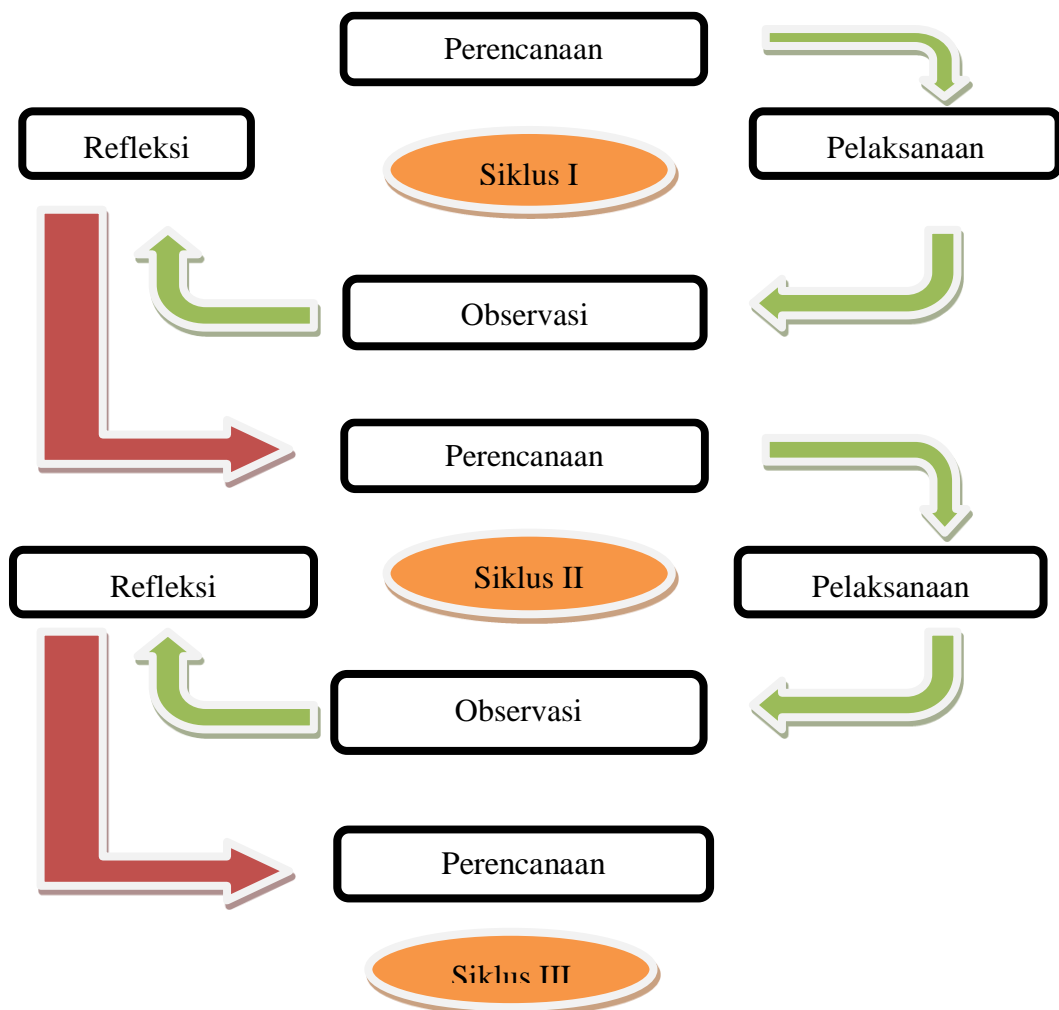 Perencanaan
Refleksi
Siklus I
Pelaksanaan
Observasi
Perencanaan
Refleksi
Siklus II
Pelaksanaan
Observasi
Perencanaan
Siklus III